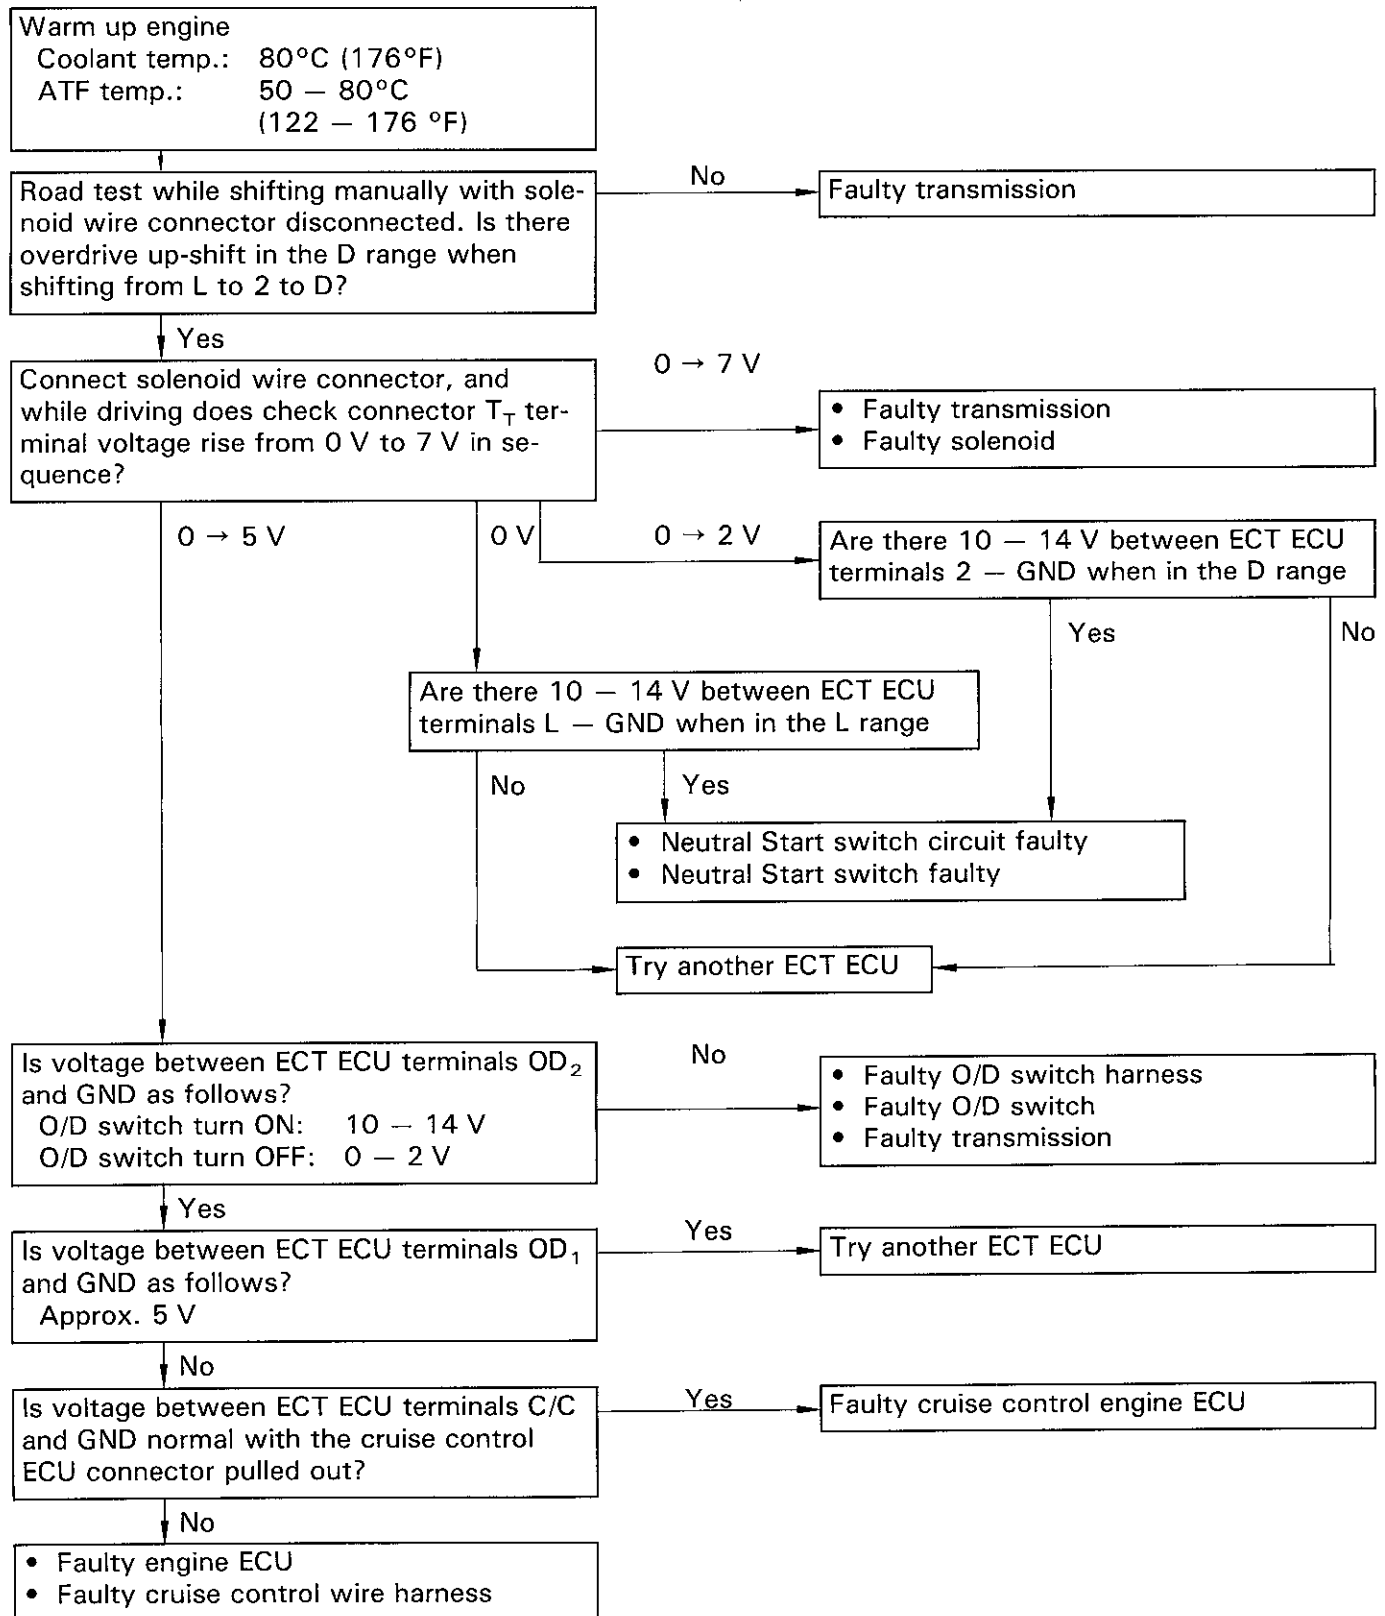 Warm up engine
Coolant temp.: 80°C (176°F)
ATF temp.: 50 — 80°C
(122 — 176 °F)
Road test while shifting manually with sole-
noid wire connector disconnected. Is there
overdrive up-shift in the D range when
shifting from L to 2 to D?
No
Faulty transmission
Yes
Connect solenoid wire connector, and
while driving does check connector T_T ter-
minal voltage rise from 0 V to 7 V in se-
quence?
0 → 7 V
• Faulty transmission
• Faulty solenoid
0 → 5 V
0 V
0 → 2 V
Are there 10 — 14 V between ECT ECU
terminals 2 — GND when in the D range
Yes
No
Are there 10 — 14 V between ECT ECU
terminals L — GND when in the L range
No
Yes
• Neutral Start switch circuit faulty
• Neutral Start switch faulty
Try another ECT ECU
Is voltage between ECT ECU terminals OD₂
and GND as follows?
O/D switch turn ON: 10 — 14 V
O/D switch turn OFF: 0 — 2 V
No
• Faulty O/D switch harness
• Faulty O/D switch
• Faulty transmission
Yes
Is voltage between ECT ECU terminals OD₁
and GND as follows?
Approx. 5 V
Yes
Try another ECT ECU
No
Is voltage between ECT ECU terminals C/C
and GND normal with the cruise control
ECU connector pulled out?
Yes
Faulty cruise control engine ECU
No
• Faulty engine ECU
• Faulty cruise control wire harness